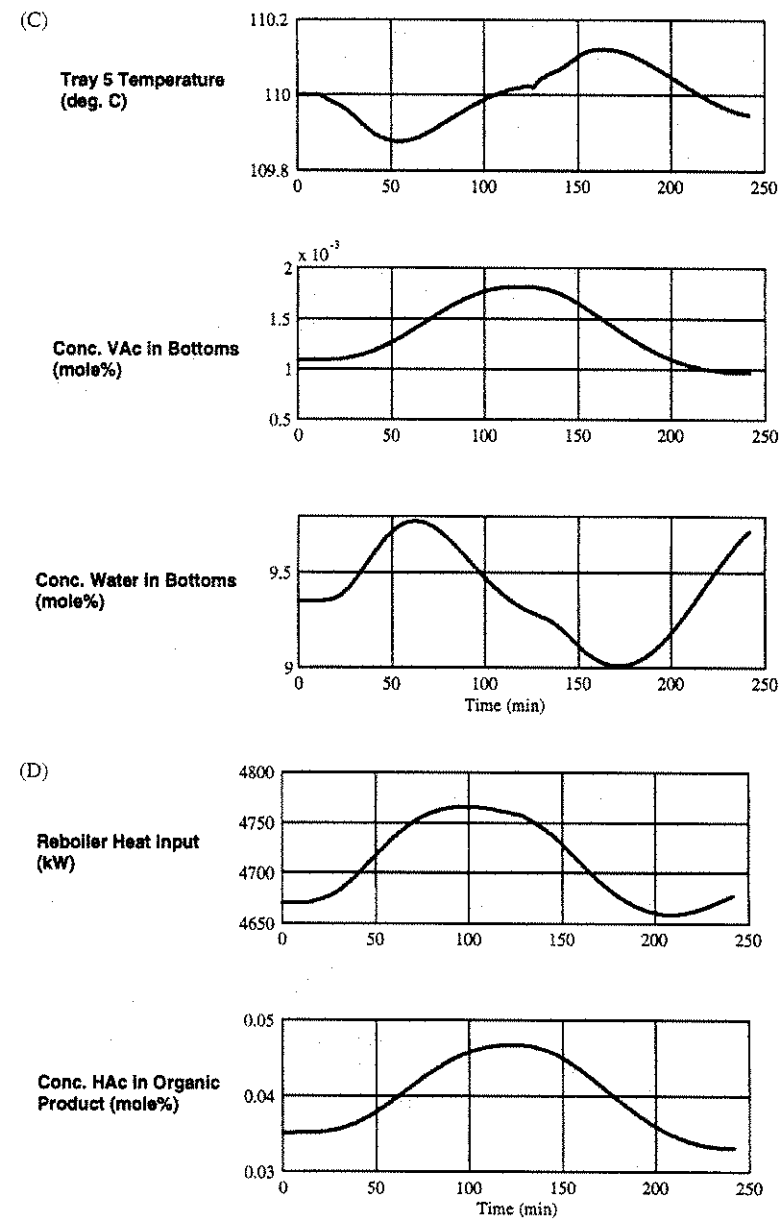 (C)
110.2
Tray 5 Temperature
(deg. C)
110
109.8
0 50 100 150 200 250
x 10^-3
2
1.5
Conc. VAc in Bottoms
(mole%)
1
0.5
0 50 100 150 200 250
Conc. Water in Bottoms
(mole%)
9.5
9
0 50 100 150 200 250
Time (min)
(D)
4800
4750
Reboiler Heat Input
(kW)
4700
4650
0 50 100 150 200 250
0.05
Conc. HAc in Organic
Product (mole%)
0.04
0.03
0 50 100 150 200 250
Time (min)